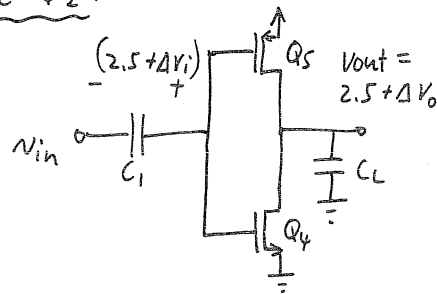 (2.5 + ΔVi)
- +
Q5
Vout =
2.5 + ΔVo
Vin
C1
CL
Q4